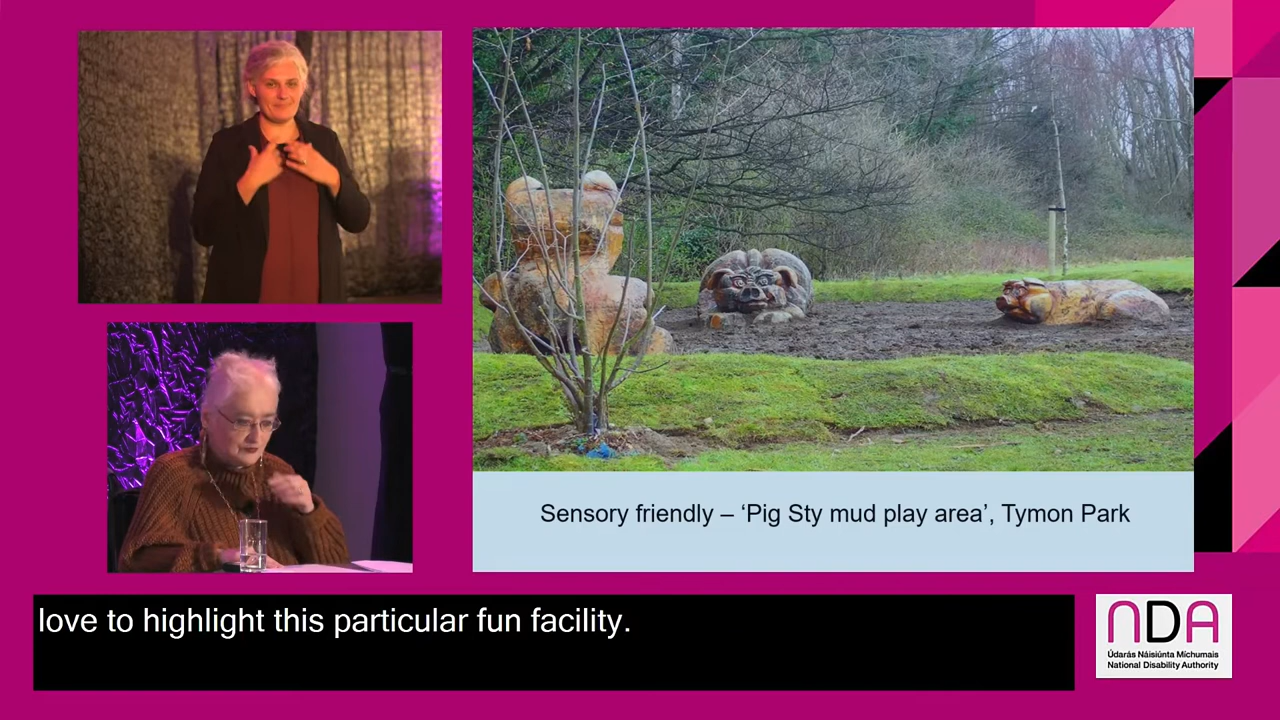 Sensory friendly – ‘Pig Sty mud play area’, Tymon Park
love to highlight this particular fun facility.
NDA
Údarás Náisiúnta Míchumais
National Disability Authority